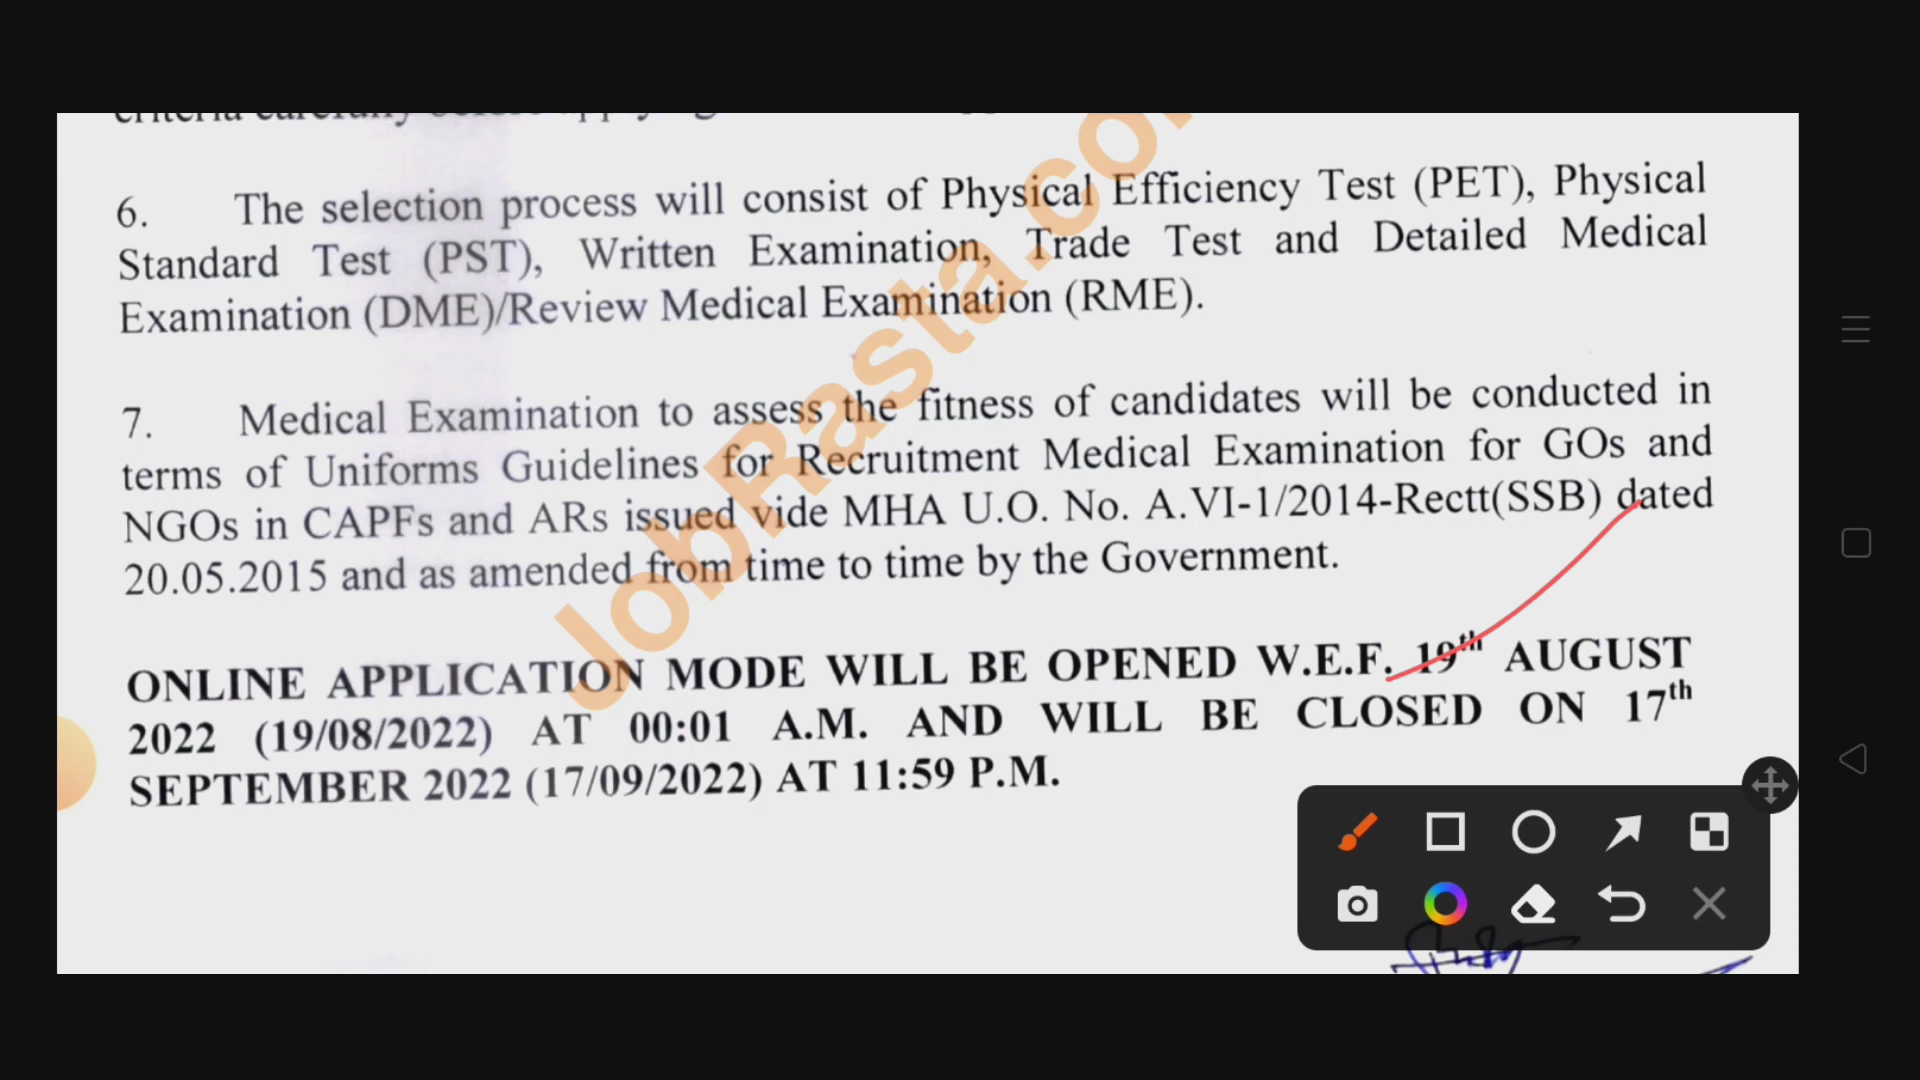 criteria carefully before applying
6. The selection process will consist of Physical Efficiency Test (PET), Physical
Standard Test (PST), Written Examination, Trade Test and Detailed Medical
Examination (DME)/Review Medical Examination (RME).
7. Medical Examination to assess the fitness of candidates will be conducted in
terms of Uniforms Guidelines for Recruitment Medical Examination for GOs and
NGOs in CAPFs and ARs issued vide MHA U.O. No. A.VI-1/2014-Rectt(SSB) dated
20.05.2015 and as amended from time to time by the Government.
ONLINE APPLICATION MODE WILL BE OPENED W.E.F. 19th AUGUST
2022 (19/08/2022) AT 00:01 A.M. AND WILL BE CLOSED ON 17th
SEPTEMBER 2022 (17/09/2022) AT 11:59 P.M.
JobRasta.co